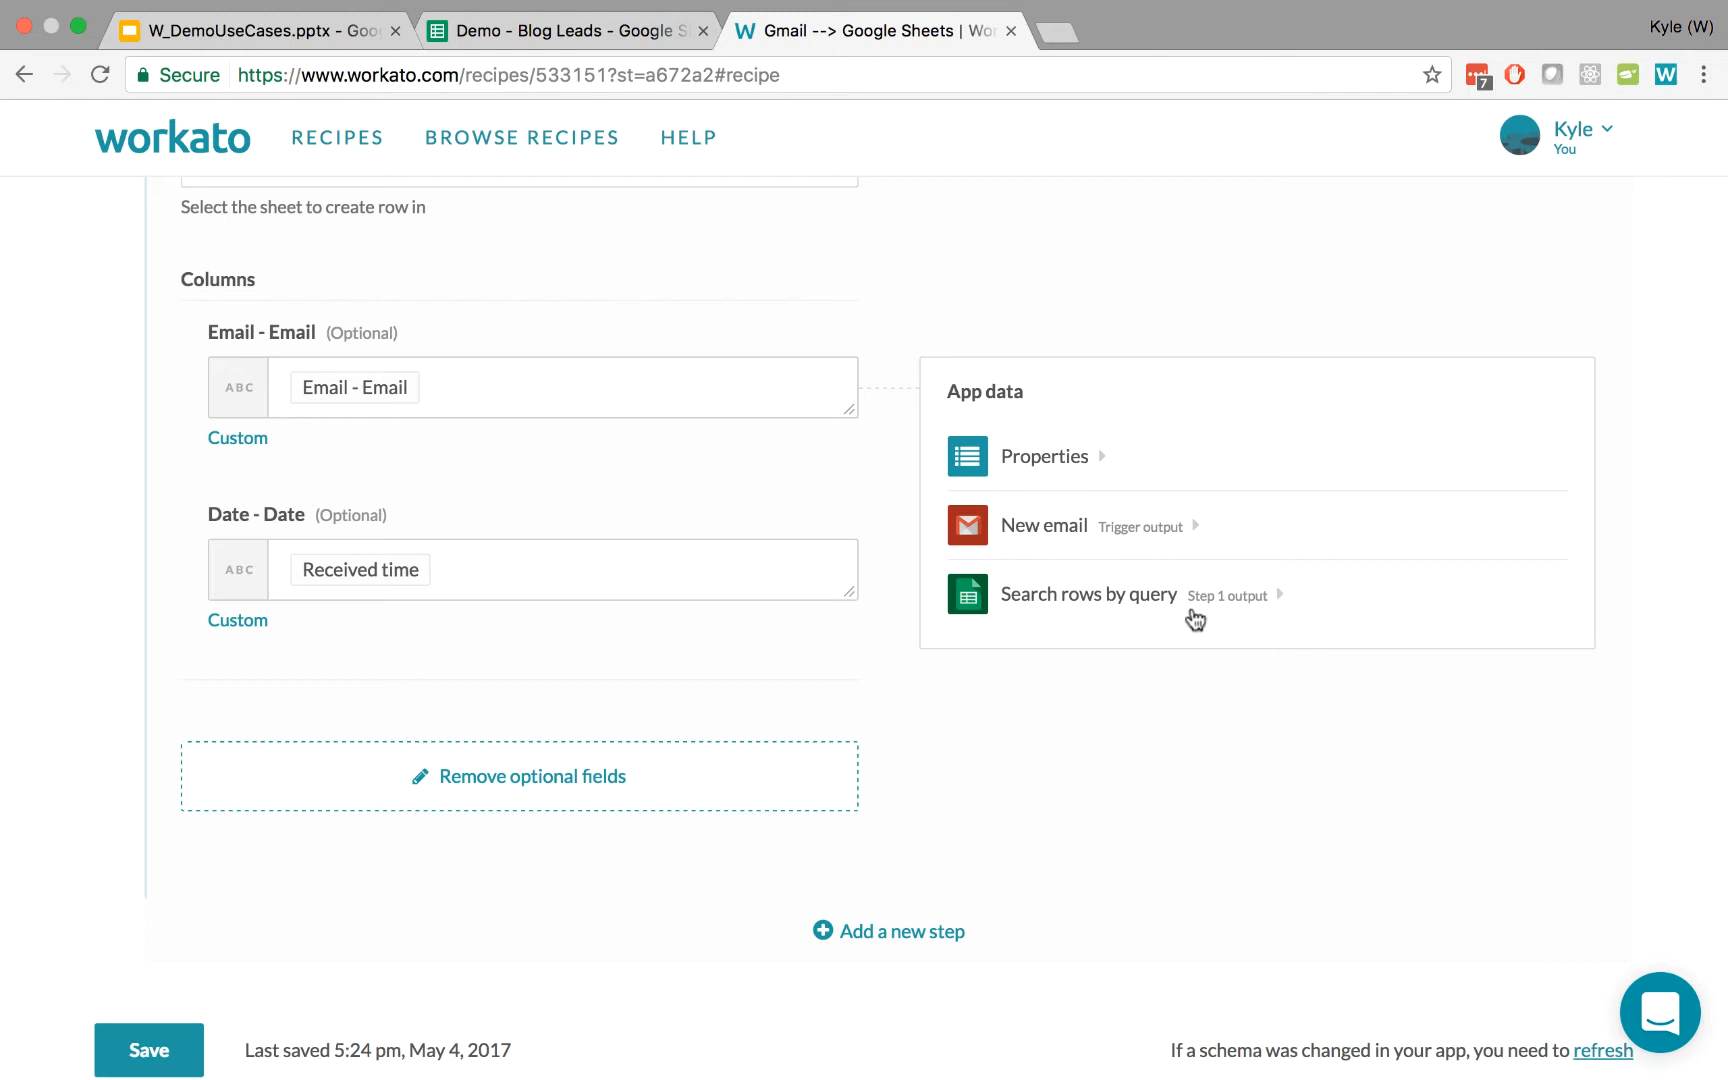 W_DemoUseCases.pptx - Goo
Demo - Blog Leads - Google S
Gmail --> Google Sheets | Wor
Kyle (W)
Secure
https://www.workato.com/recipes/533151?st=a672a2#recipe
7
W
workato
RECIPES
BROWSE RECIPES
HELP
Kyle
You
Select the sheet to create row in
Columns
Email - Email (Optional)
ABC
Email - Email
Custom
Date - Date (Optional)
ABC
Received time
Custom
App data
Properties
New email Trigger output
Search rows by query Step 1 output
Remove optional fields
Add a new step
Save
Last saved 5:24 pm, May 4, 2017
If a schema was changed in your app, you need to refresh